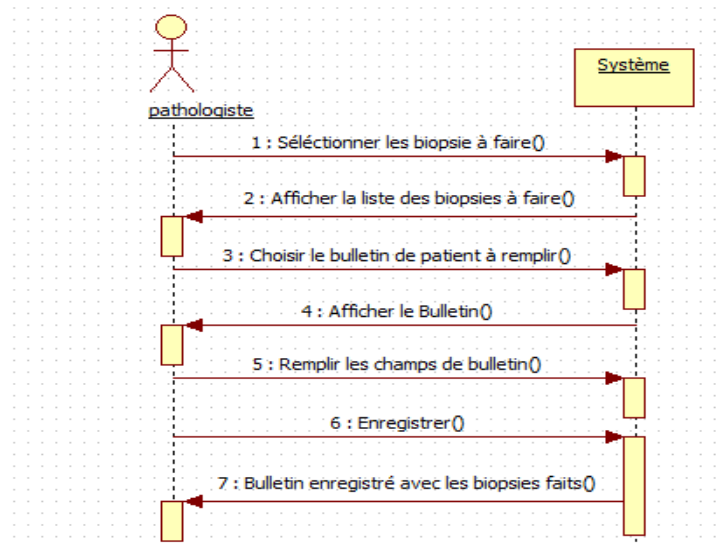 Système
pathologiste
1 : Séléctionner les biopsie à faire()
2 : Afficher la liste des biopsies à faire()
3 : Choisir le bulletin de patient à remplir()
4 : Afficher le Bulletin()
5 : Remplir les champs de bulletin()
6 : Enregistrer()
7 : Bulletin enregistré avec les biopsies faits()